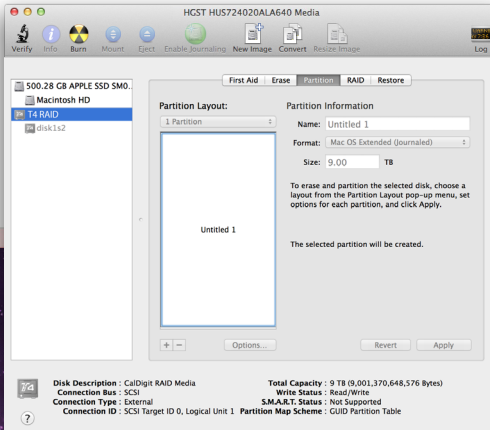 HGST HUS724020ALA640 Media
Verify Info Burn Mount Eject Enable Journaling New Image Convert Resize Image Log
500.28 GB APPLE SSD SM0...
Macintosh HD
T4 RAID
disk1s2
First Aid Erase Partition RAID Restore
Partition Layout: Partition Information
1 Partition
Name: Untitled 1
Format: Mac OS Extended (Journaled)
Size: 9.00 TB
To erase and partition the selected disk, choose a
layout from the Partition Layout pop-up menu, set
options for each partition, and click Apply.
Untitled 1
The selected partition will be created.
+ − Options... Revert Apply
Disk Description : CalDigit RAID Media Total Capacity : 9 TB (9,001,370,648,576 Bytes)
Connection Bus : SCSI Write Status : Read/Write
Connection Type : External S.M.A.R.T. Status : Not Supported
Connection ID : SCSI Target ID 0, Logical Unit 1 Partition Map Scheme : GUID Partition Table
?